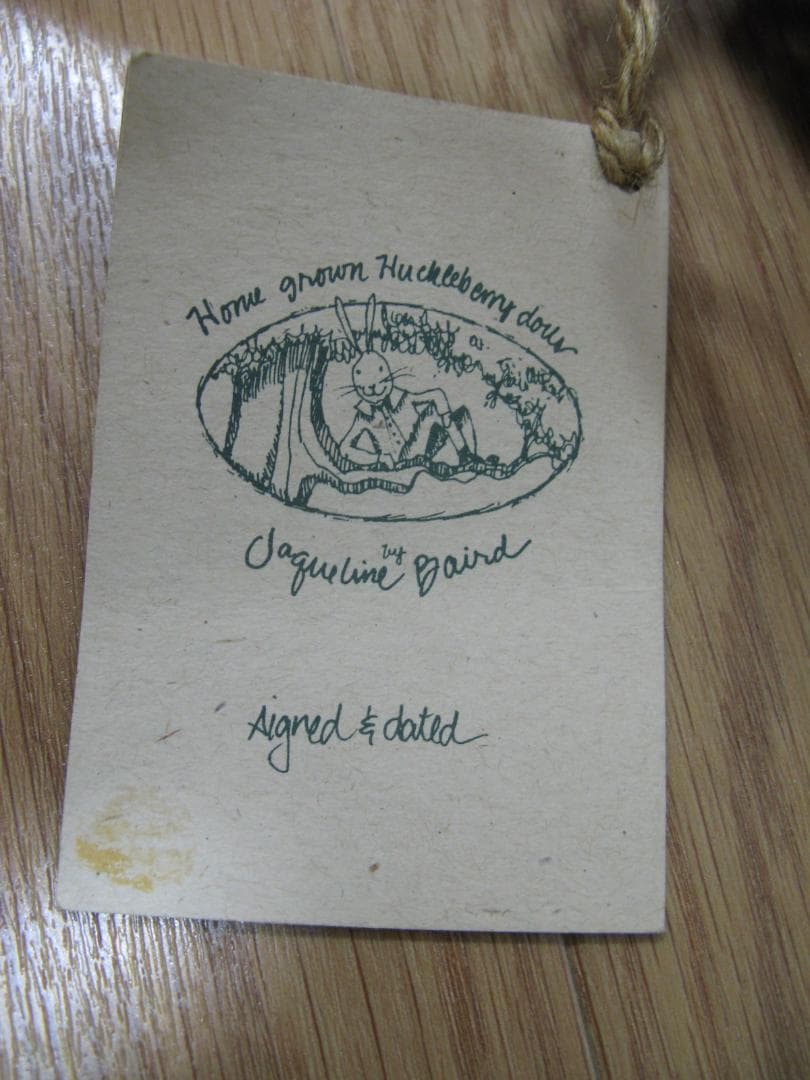 Home grown Huckleberry dolls
by
Jaqueline Baird
signed & dated